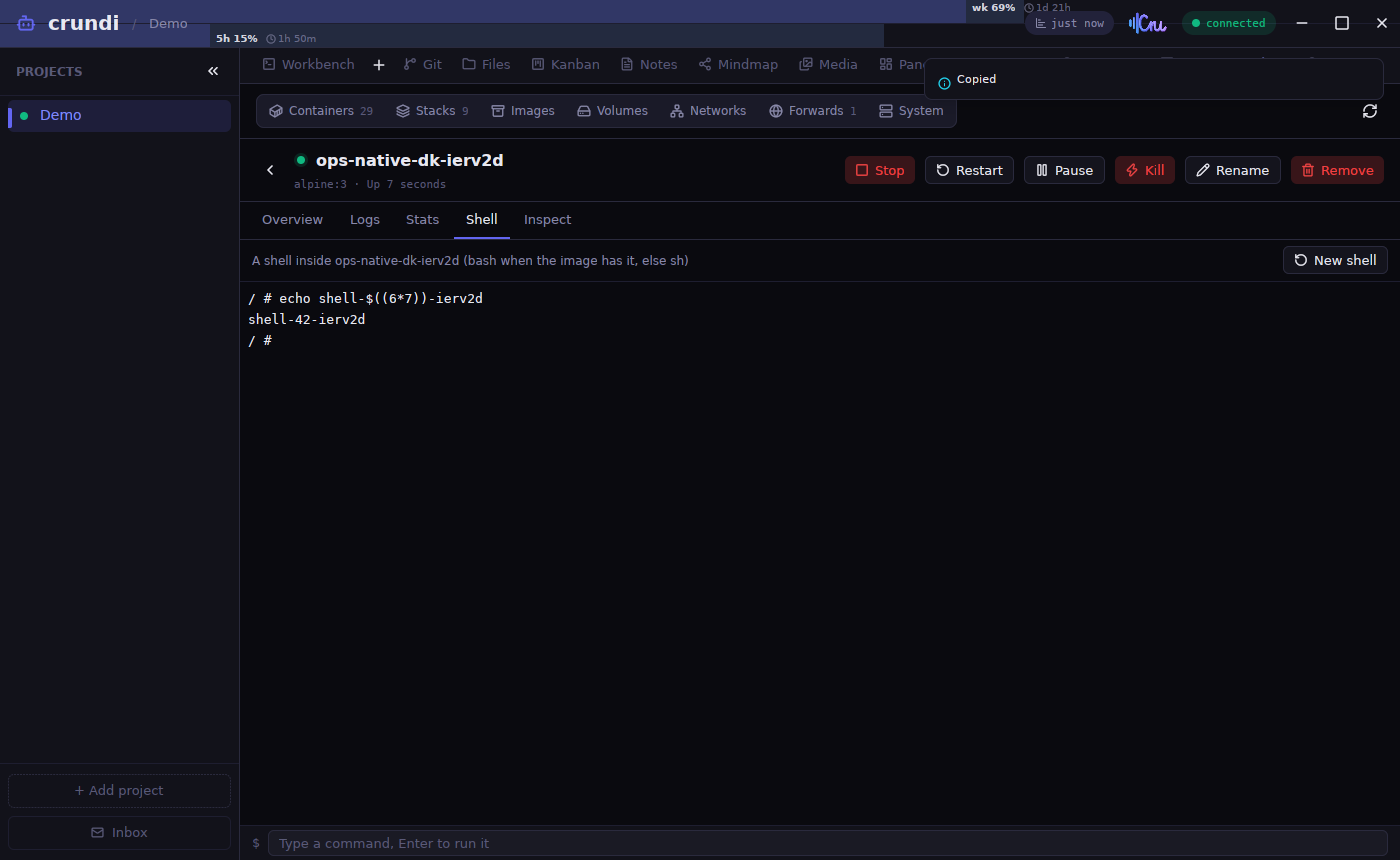 crundi / Demo
wk 69% 1d 21h
5h 15% 1h 50m
just now
connected
PROJECTS
Demo
+ Add project
Inbox
Workbench + Git Files Kanban Notes Mindmap Media
Copied
Containers 29 Stacks 9 Images Volumes Networks Forwards 1 System
ops-native-dk-ierv2d
alpine:3 · Up 7 seconds
Stop Restart Pause Kill Rename Remove
Overview Logs Stats Shell Inspect
A shell inside ops-native-dk-ierv2d (bash when the image has it, else sh)
New shell
/ # echo shell-$((6*7))-ierv2d
shell-42-ierv2d
/ #
$ Type a command, Enter to run it